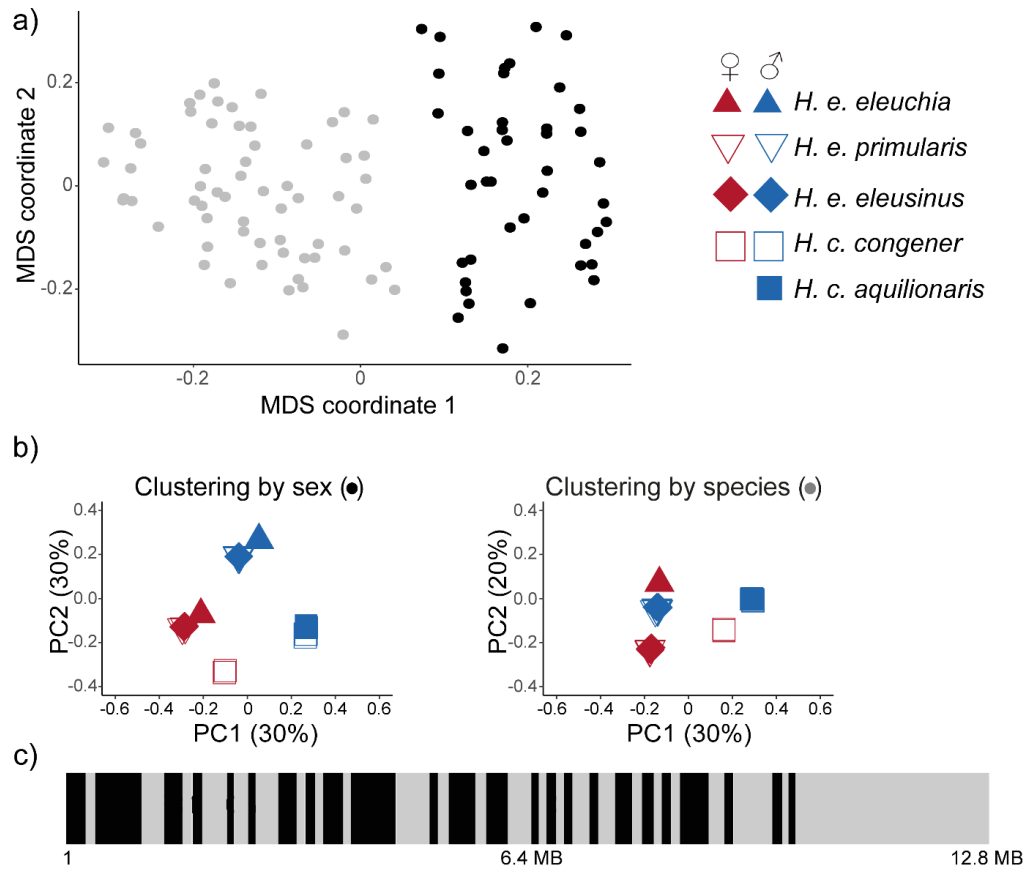 a)
0.2
0
-0.2
MDS coordinate 2
-0.2
0
0.2
MDS coordinate 1
♀ ♂
H. e. eleuchia
H. e. primularis
H. e. eleusinus
H. c. congener
H. c. aquilionaris
b)
Clustering by sex (●)
0.4
0.2
0.0
-0.2
-0.4
PC2 (30%)
-0.6 -0.4 -0.2 0 0.2 0.4 0.6
PC1 (30%)
Clustering by species (●)
0.4
0.2
0.0
-0.2
-0.4
PC2 (20%)
-0.6 -0.4 -0.2 0 0.2 0.4 0.6
PC1 (30%)
c)
1 6.4 MB 12.8 MB